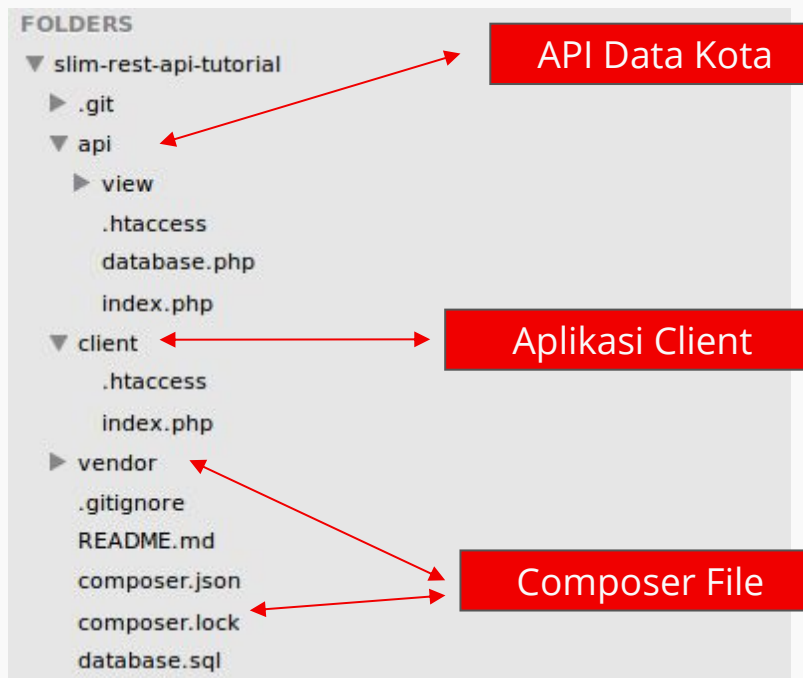 FOLDERS
slim-rest-api-tutorial
.git
api
view
.htaccess
database.php
index.php
client
.htaccess
index.php
vendor
.gitignore
README.md
composer.json
composer.lock
database.sql
API Data Kota
Aplikasi Client
Composer File